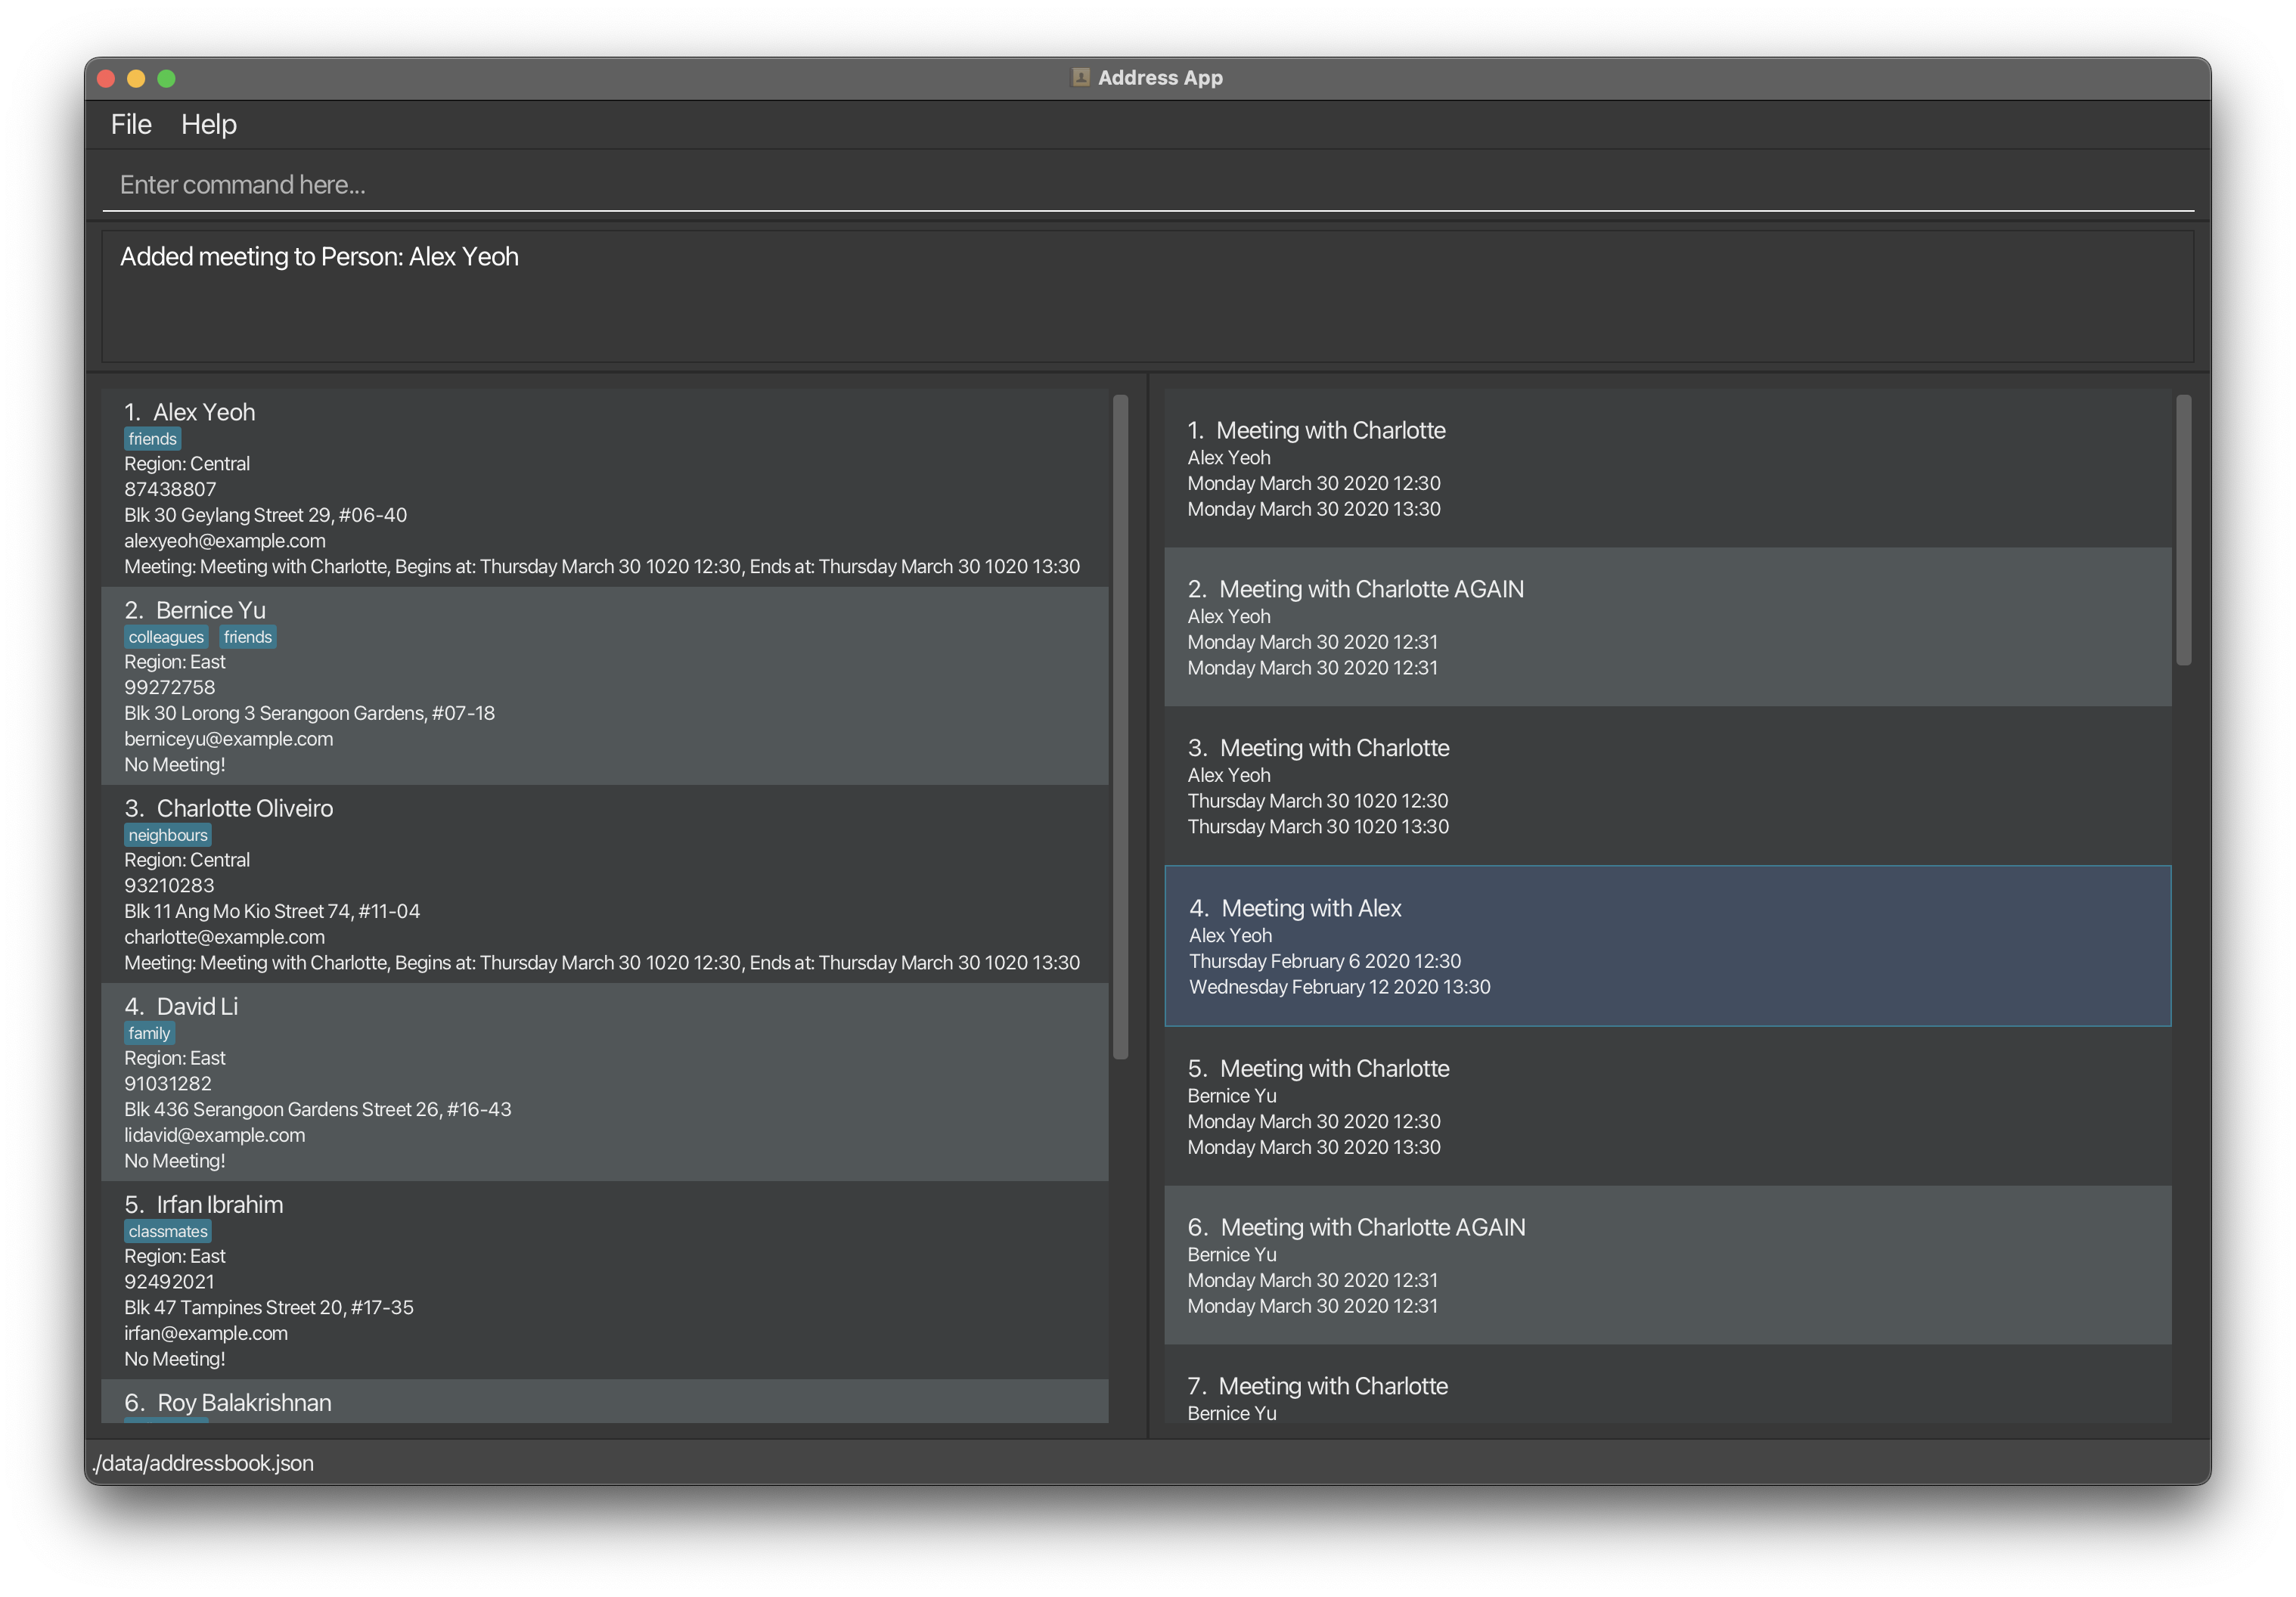 Address App
File Help
Enter command here...
Added meeting to Person: Alex Yeoh
1. Alex Yeoh
friends
Region: Central
87438807
Blk 30 Geylang Street 29, #06-40
alexyeoh@example.com
Meeting: Meeting with Charlotte, Begins at: Thursday March 30 1020 12:30, Ends at: Thursday March 30 1020 13:30
2. Bernice Yu
colleagues friends
Region: East
99272758
Blk 30 Lorong 3 Serangoon Gardens, #07-18
berniceyu@example.com
No Meeting!
3. Charlotte Oliveiro
neighbours
Region: Central
93210283
Blk 11 Ang Mo Kio Street 74, #11-04
charlotte@example.com
Meeting: Meeting with Charlotte, Begins at: Thursday March 30 1020 12:30, Ends at: Thursday March 30 1020 13:30
4. David Li
family
Region: East
91031282
Blk 436 Serangoon Gardens Street 26, #16-43
lidavid@example.com
No Meeting!
5. Irfan Ibrahim
classmates
Region: East
92492021
Blk 47 Tampines Street 20, #17-35
irfan@example.com
No Meeting!
6. Roy Balakrishnan
1. Meeting with Charlotte
Alex Yeoh
Monday March 30 2020 12:30
Monday March 30 2020 13:30
2. Meeting with Charlotte AGAIN
Alex Yeoh
Monday March 30 2020 12:31
Monday March 30 2020 12:31
3. Meeting with Charlotte
Alex Yeoh
Thursday March 30 1020 12:30
Thursday March 30 1020 13:30
4. Meeting with Alex
Alex Yeoh
Thursday February 6 2020 12:30
Wednesday February 12 2020 13:30
5. Meeting with Charlotte
Bernice Yu
Monday March 30 2020 12:30
Monday March 30 2020 13:30
6. Meeting with Charlotte AGAIN
Bernice Yu
Monday March 30 2020 12:31
Monday March 30 2020 12:31
7. Meeting with Charlotte
Bernice Yu
./data/addressbook.json